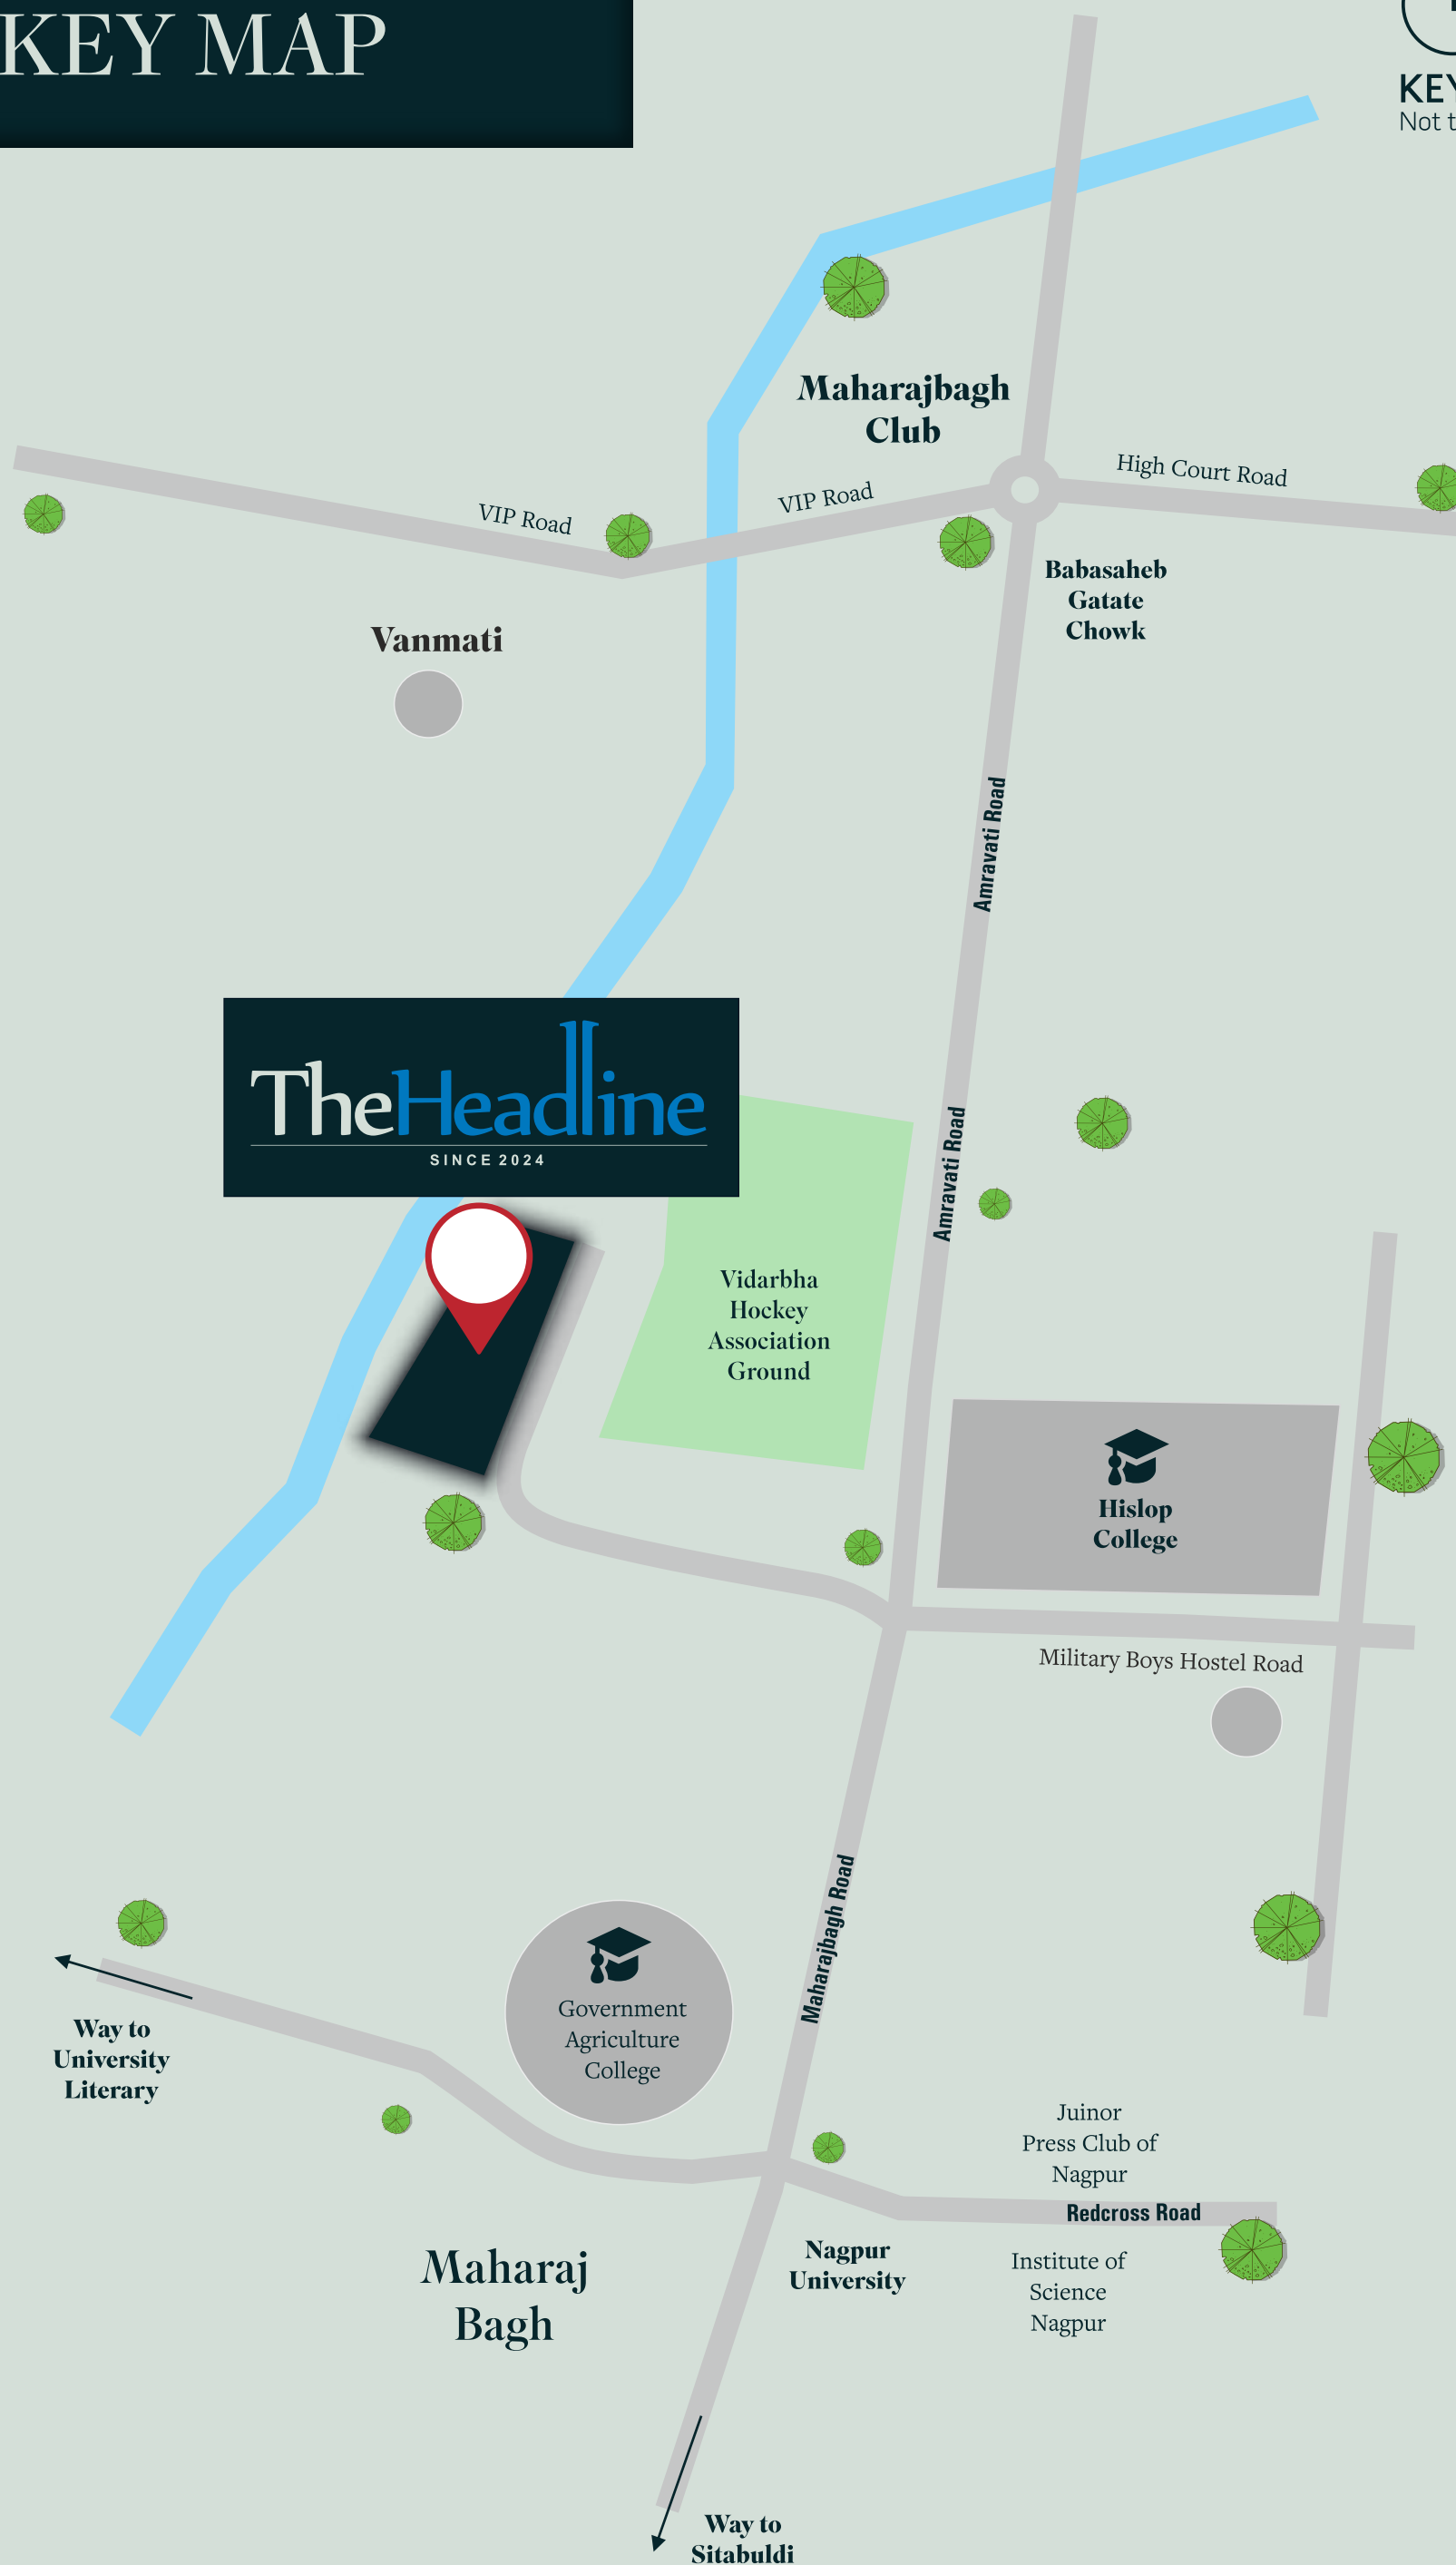 KEY MAP
KEY
Not t
Maharajbagh
Club
High Court Road
VIP Road
VIP Road
Babasaheb
Gatate
Chowk
Vanmati
Amravati Road
TheHeadline
SINCE 2024
Amravati Road
Vidarbha
Hockey
Association
Ground
Hislop
College
Military Boys Hostel Road
Maharajbagh Road
Government
Agriculture
College
Way to
University
Literary
Juinor
Press Club of
Nagpur
Redcross Road
Nagpur
University
Institute of
Science
Nagpur
Maharaj
Bagh
Way to
Sitabuldi